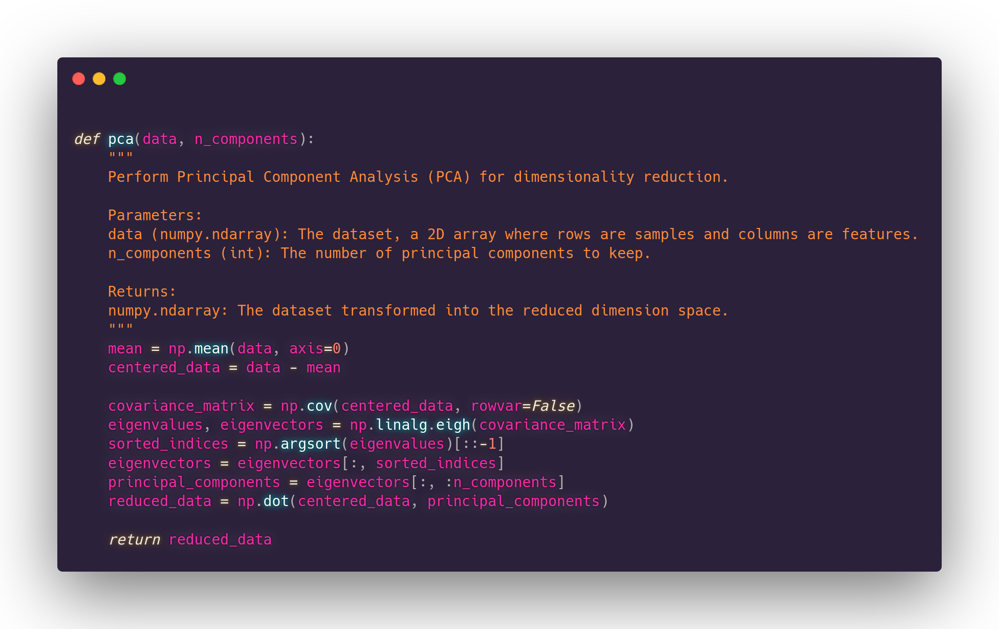 def pca(data, n_components):
    """
    Perform Principal Component Analysis (PCA) for dimensionality reduction.

    Parameters:
    data (numpy.ndarray): The dataset, a 2D array where rows are samples and columns are features.
    n_components (int): The number of principal components to keep.

    Returns:
    numpy.ndarray: The dataset transformed into the reduced dimension space.
    """
    mean = np.mean(data, axis=0)
    centered_data = data - mean

    covariance_matrix = np.cov(centered_data, rowvar=False)
    eigenvalues, eigenvectors = np.linalg.eigh(covariance_matrix)
    sorted_indices = np.argsort(eigenvalues)[::-1]
    eigenvectors = eigenvectors[:, sorted_indices]
    principal_components = eigenvectors[:, :n_components]
    reduced_data = np.dot(centered_data, principal_components)

    return reduced_data